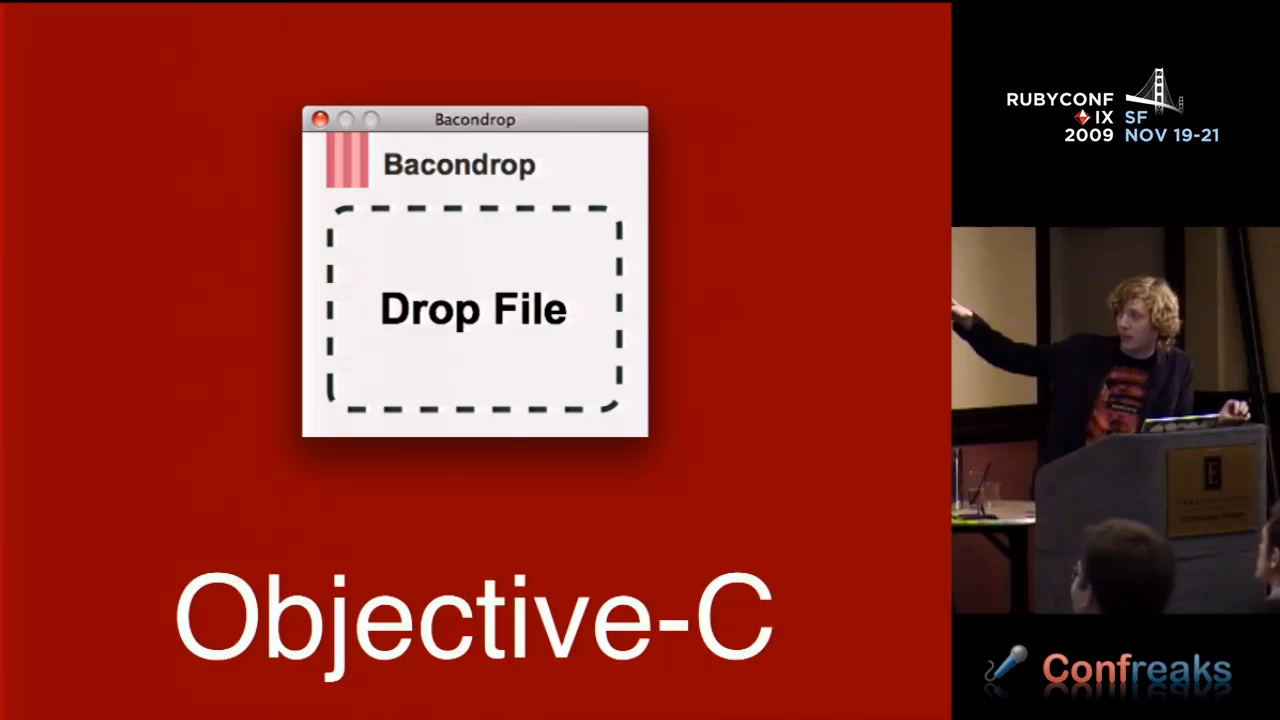 Bacondrop
Bacondrop
Drop File
Objective-C
RUBYCONF
IX SF
2009 NOV 19-21
E
Confreaks